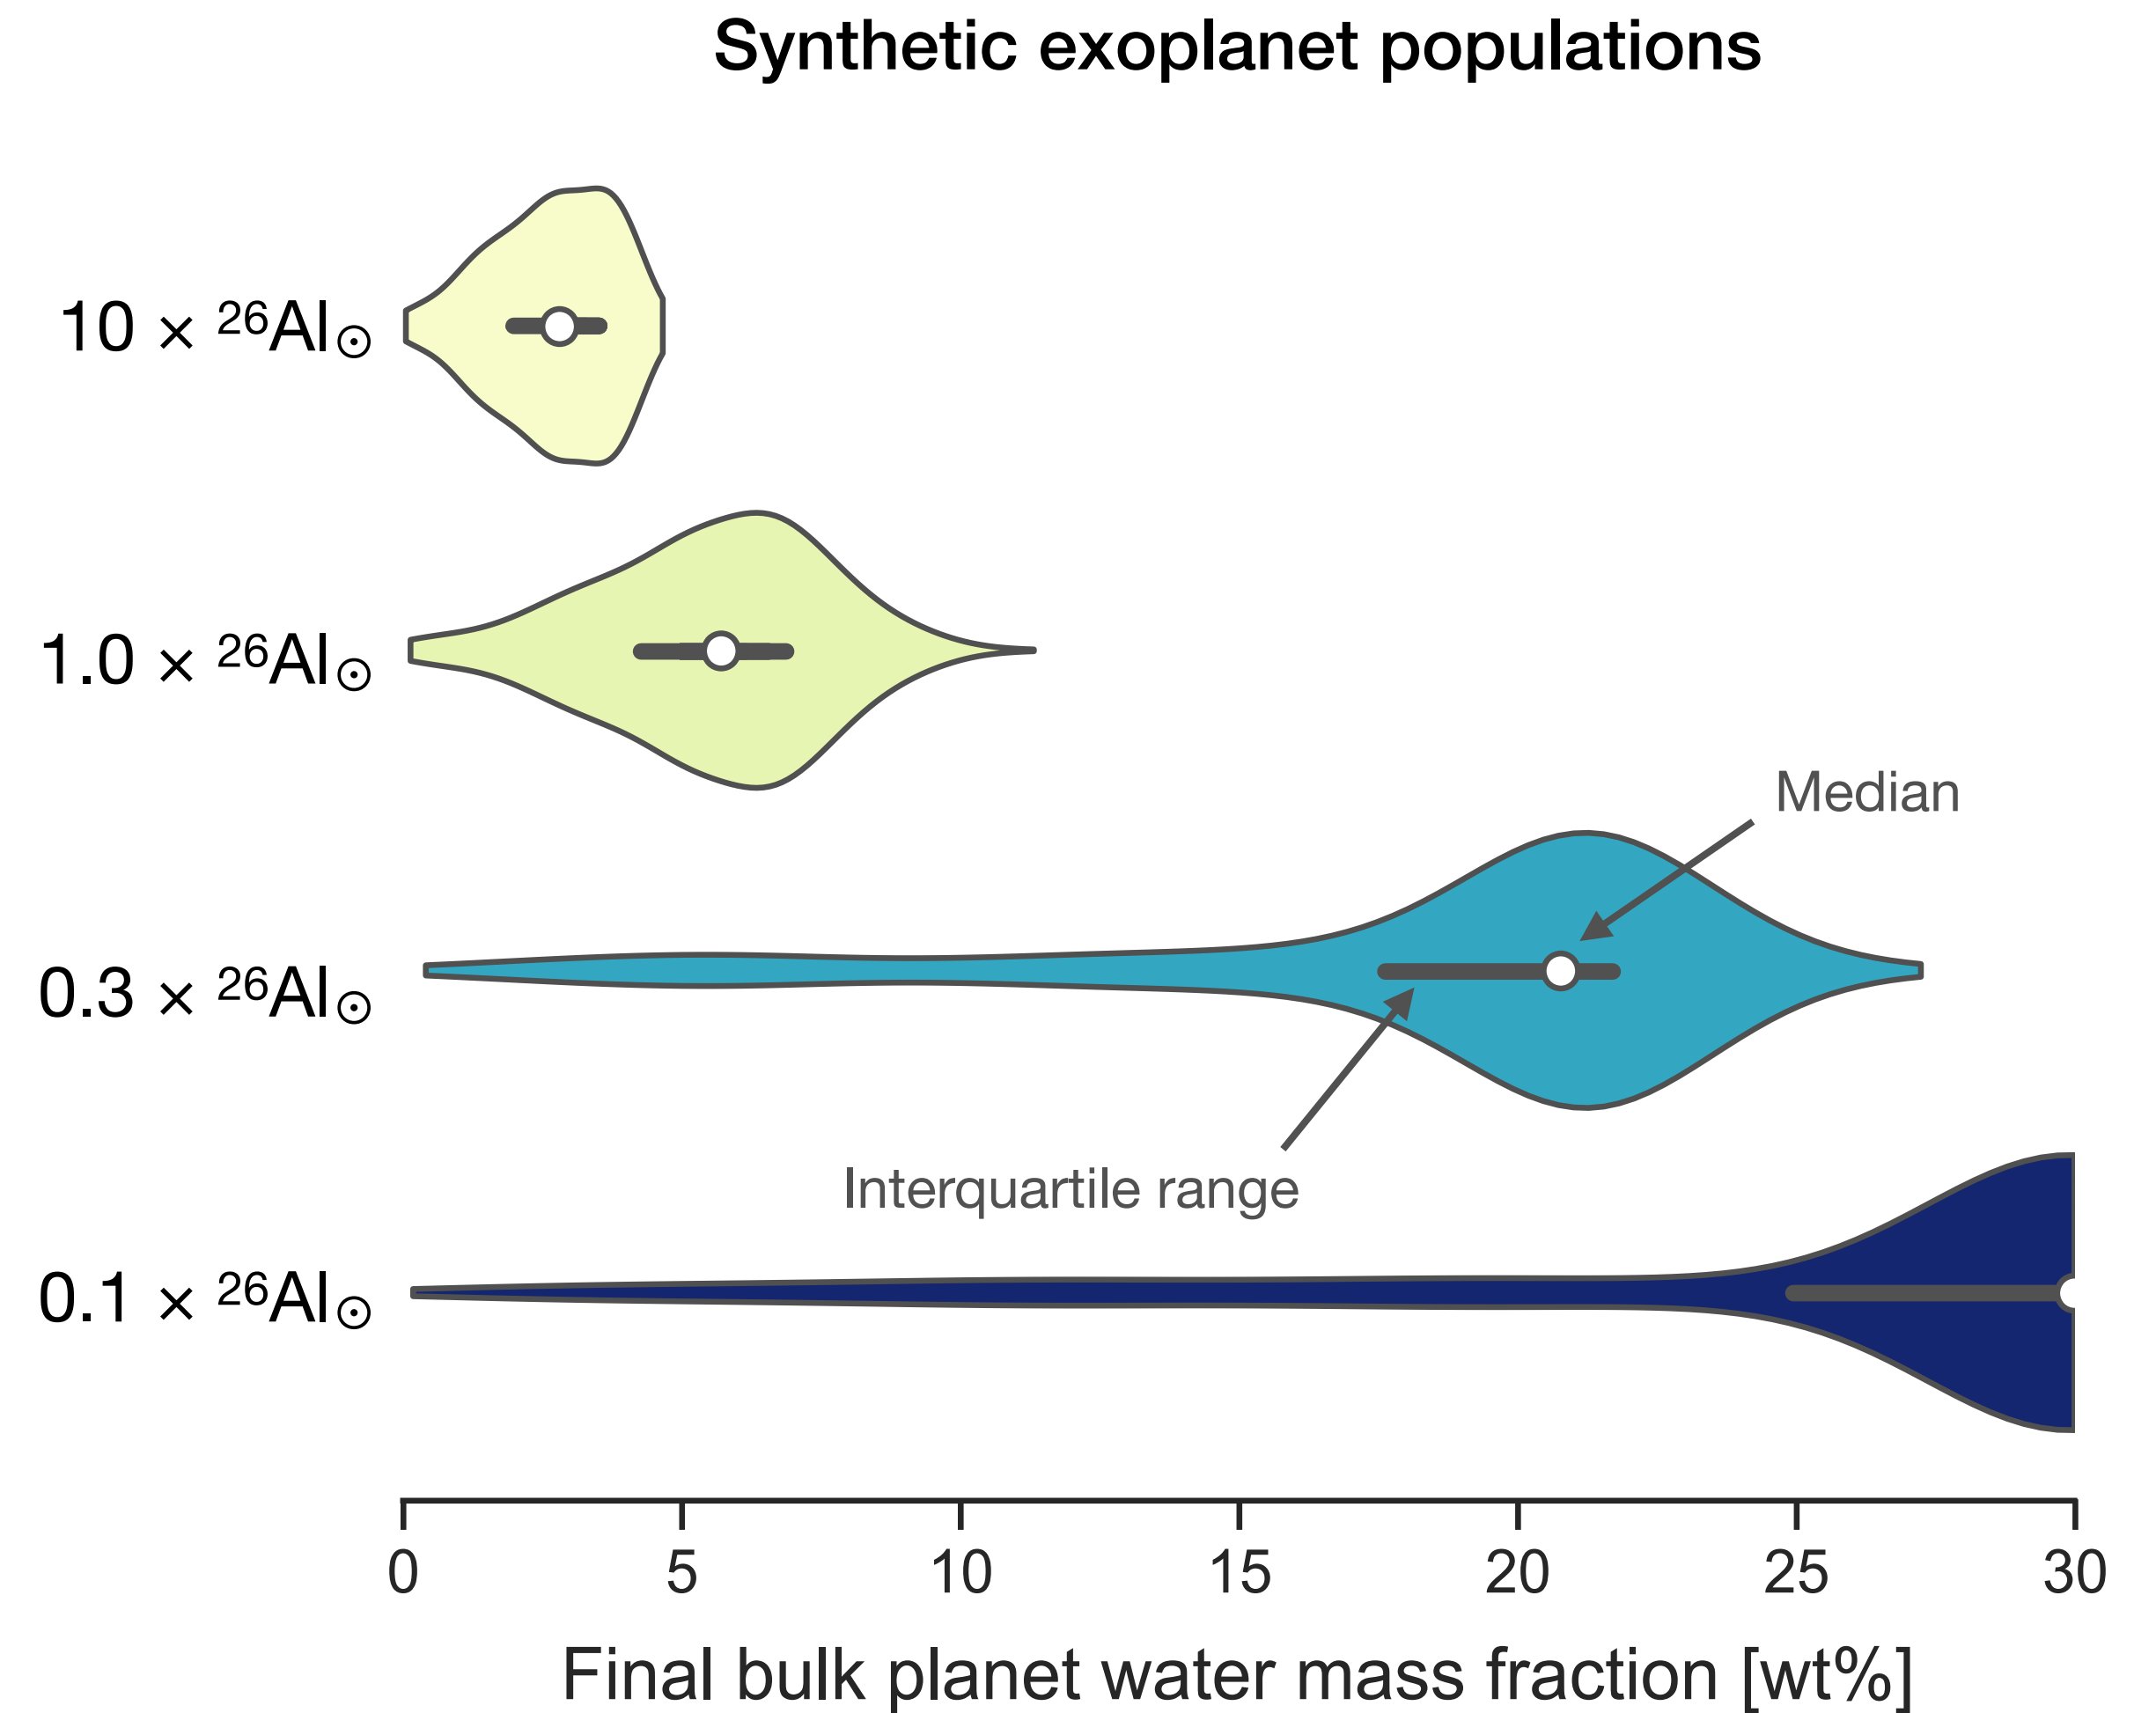 Synthetic exoplanet populations
10 × ²⁶Al☉
1.0 × ²⁶Al☉
Median
0.3 × ²⁶Al☉
Interquartile range
0.1 × ²⁶Al☉
0 5 10 15 20 25 30
Final bulk planet water mass fraction [wt%]